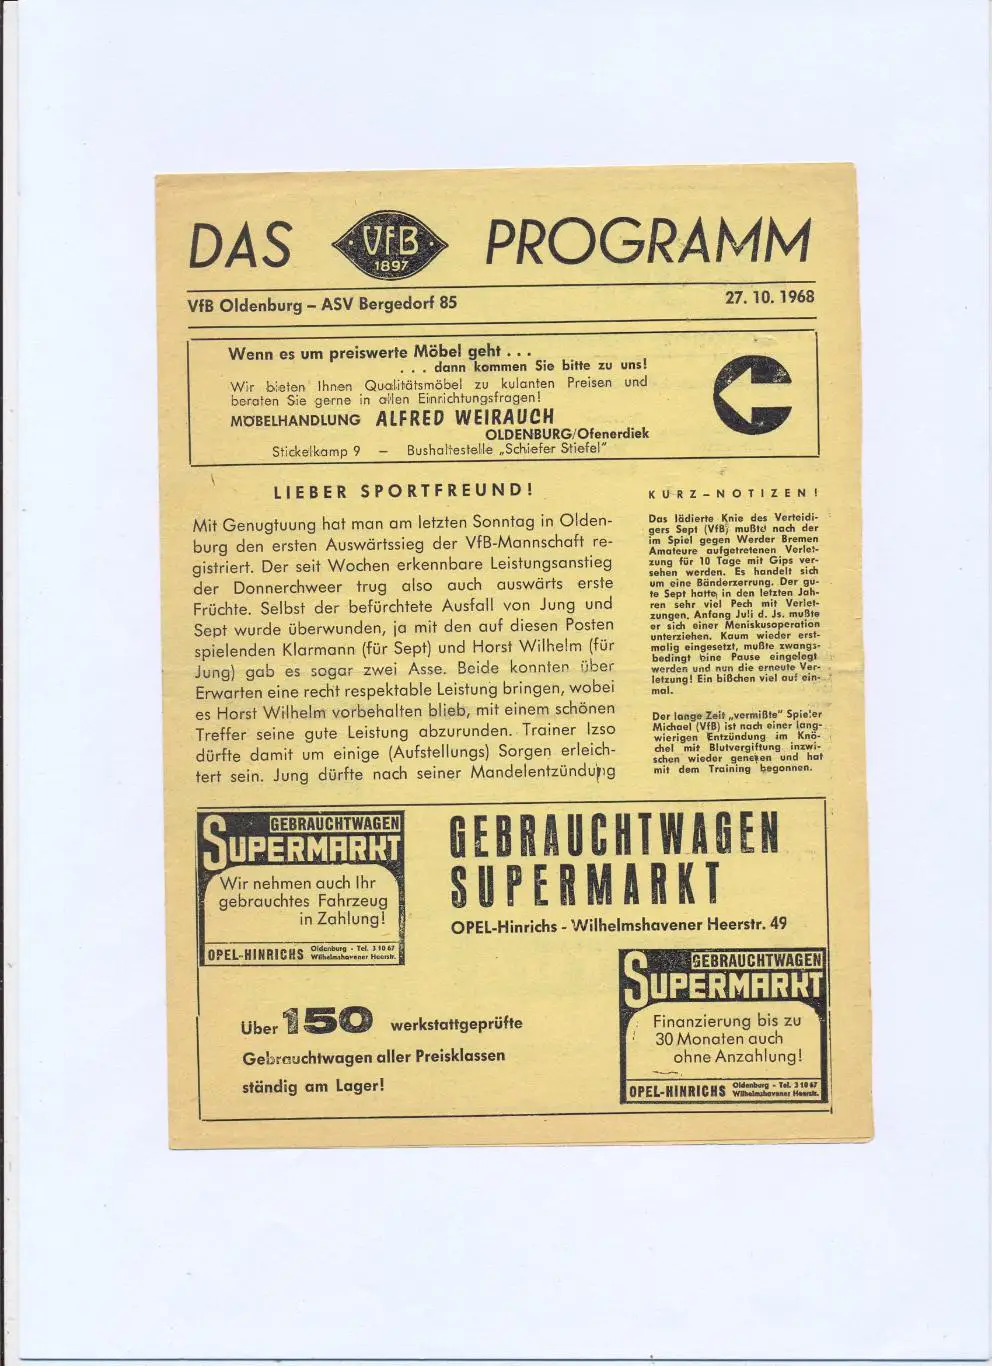 DAS VfB 1897 PROGRAMM
VfB Oldenburg – ASV Bergedorf 85
27. 10. 1968
Wenn es um preiswerte Möbel geht . . .
. . . dann kommen Sie bitte zu uns!
Wir bieten Ihnen Qualitätsmöbel zu kulanten Preisen und
beraten Sie gerne in allen Einrichtungsfragen!
MÖBELHANDLUNG ALFRED WEIRAUCH
OLDENBURG/Ofenerdiek
Stickelkamp 9 – Bushaltestelle „Schiefer Stiefel"
LIEBER SPORTFREUND!
Mit Genugtuung hat man am letzten Sonntag in Olden-
burg den ersten Auswärtssieg der VfB-Mannschaft re-
gistriert. Der seit Wochen erkennbare Leistungsanstieg
der Donnerchweer trug also auch auswärts erste
Früchte. Selbst der befürchtete Ausfall von Jung und
Sept wurde überwunden, ja mit den auf diesen Posten
spielenden Klarmann (für Sept) und Horst Wilhelm (für
Jung) gab es sogar zwei Asse. Beide konnten über
Erwarten eine recht respektable Leistung bringen, wobei
es Horst Wilhelm vorbehalten blieb, mit einem schönen
Treffer seine gute Leistung abzurunden. Trainer Izso
dürfte damit um einige (Aufstellungs) Sorgen erleich-
tert sein. Jung dürfte nach seiner Mandelentzündung
KURZ-NOTIZEN!
Das lädierte Knie des Verteidi-
gers Sept (VfB) mußte nach der
im Spiel gegen Werder Bremen
Amateure aufgetretenen Verlet-
zung für 10 Tage mit Gips ver-
sehen werden. Es handelt sich
um eine Bänderzerrung. Der gu-
te Sept hatte in den letzten Jah-
ren sehr viel Pech mit Verlet-
zungen. Anfang Juli d. Js. mußte
er sich einer Meniskusoperation
unterziehen. Kaum wieder erst-
malig eingesetzt, mußte zwangs-
bedingt eine Pause eingelegt
werden und nun die erneute Ver-
letzung! Ein bißchen viel auf ein-
mal.
Der lange Zeit „vermißte" Spieler
Michael (VfB) ist nach einer lang-
wierigen Entzündung im Knö-
chel mit Blutvergiftung inzwi-
schen wieder genesen und hat
mit dem Training begonnen.
GEBRAUCHTWAGEN
SUPERMARKT
Wir nehmen auch Ihr
gebrauchtes Fahrzeug
in Zahlung!
OPEL-HINRICHS Oldenburg - Tel. 3 10 67
Wilhelmshavener Heerstr.
GEBRAUCHTWAGEN
SUPERMARKT
OPEL-Hinrichs - Wilhelmshavener Heerstr. 49
Über 150 werkstattgeprüfte
Gebrauchtwagen aller Preisklassen
ständig am Lager!
GEBRAUCHTWAGEN
SUPERMARKT
Finanzierung bis zu
30 Monaten auch
ohne Anzahlung!
OPEL-HINRICHS Oldenburg - Tel. 3 10 67
Wilhelmshavener Heerstr.